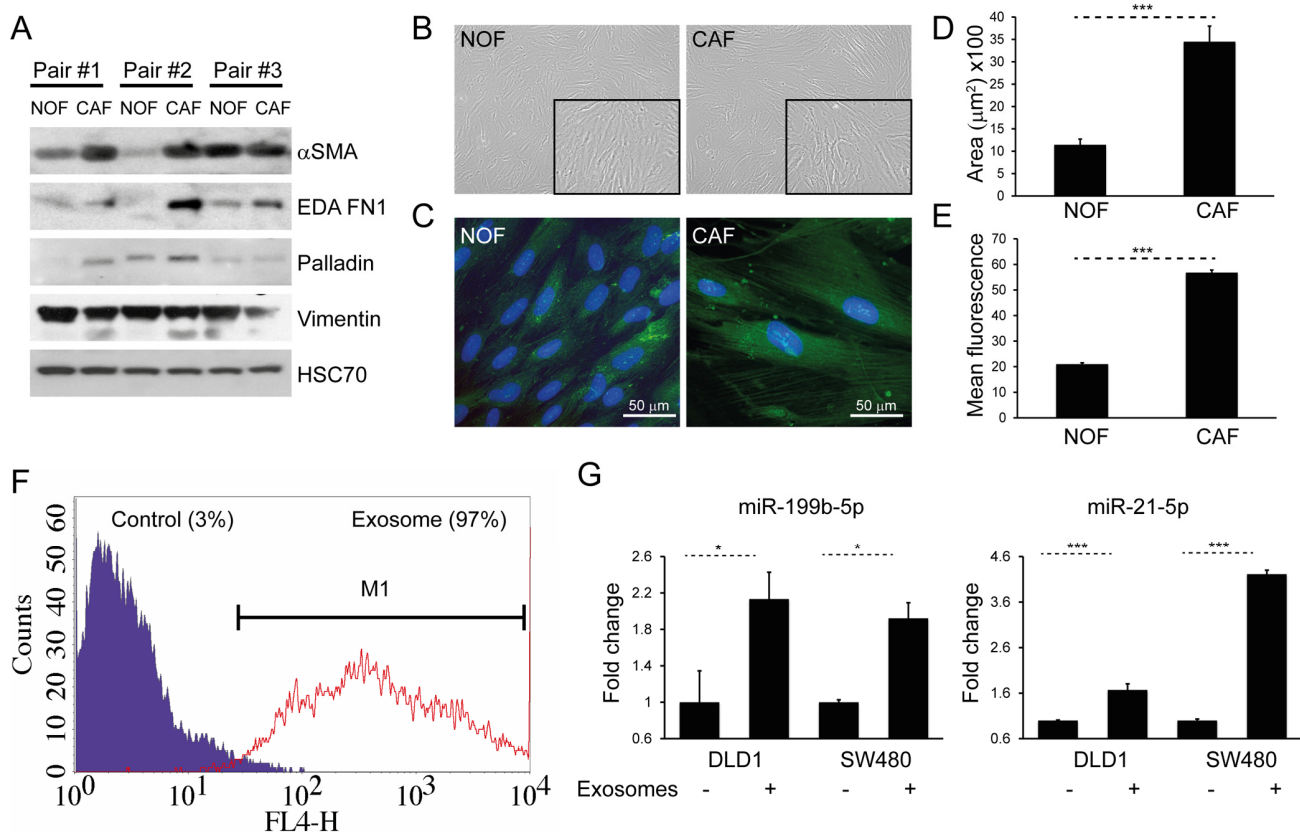 A
Pair #1 Pair #2 Pair #3
NOF CAF NOF CAF NOF CAF
αSMA
EDA FN1
Palladin
Vimentin
HSC70
B
NOF
CAF
C
NOF
CAF
50 μm
50 μm
D
***
Area (μm²) x100
40
35
30
25
20
15
10
5
0
NOF CAF
E
***
Mean fluorescence
70
60
50
40
30
20
10
0
NOF CAF
F
Control (3%)
Exosome (97%)
M1
Counts
60
50
40
30
20
10
0
10⁰ 10¹ 10² 10³ 10⁴
FL4-H
G
miR-199b-5p
* *
Fold change
2.6
2.2
1.8
1.4
1
0.6
DLD1 SW480
Exosomes - + - +
miR-21-5p
*** ***
Fold change
4.6
3.6
2.6
1.6
0.6
DLD1 SW480
- + - +